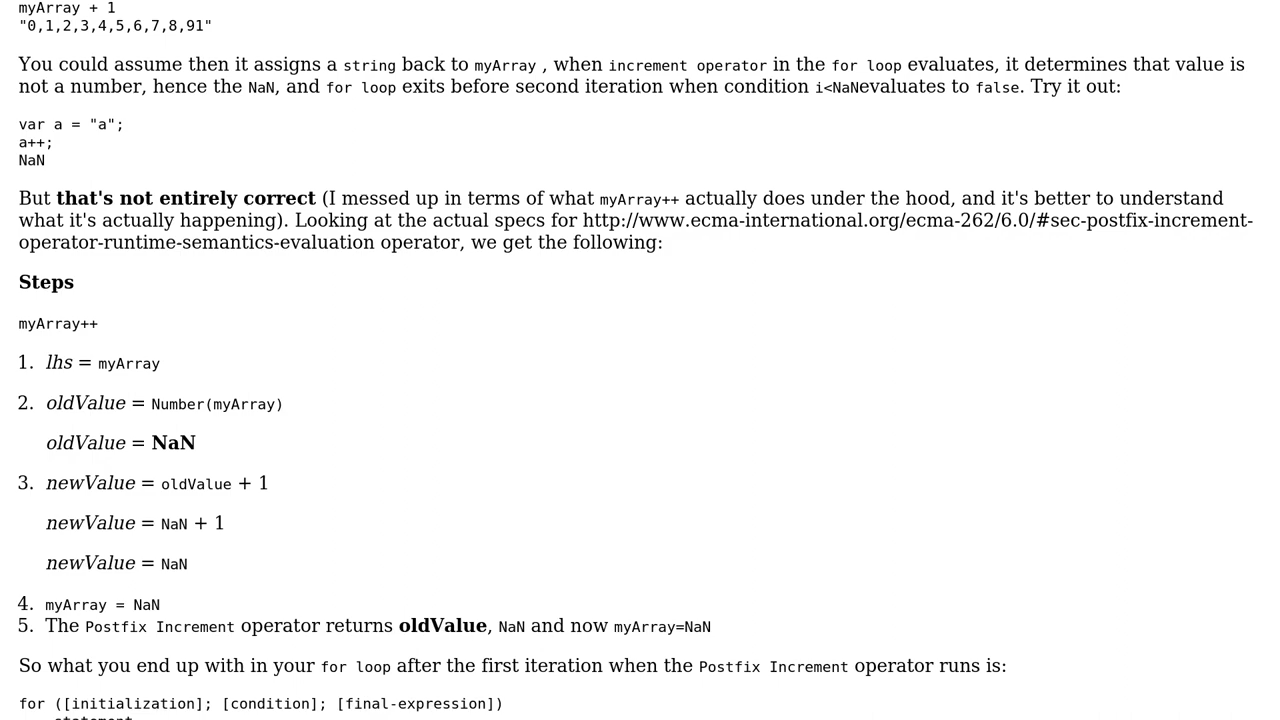 myArray + 1
"0,1,2,3,4,5,6,7,8,91"
You could assume then it assigns a string back to myArray , when increment operator in the for loop evaluates, it determines that value is
not a number, hence the NaN, and for loop exits before second iteration when condition i<NaNevaluates to false. Try it out:
var a = "a";
a++;
NaN
But that's not entirely correct (I messed up in terms of what myArray++ actually does under the hood, and it's better to understand
what it's actually happening). Looking at the actual specs for http://www.ecma-international.org/ecma-262/6.0/#sec-postfix-increment-
operator-runtime-semantics-evaluation operator, we get the following:
Steps
myArray++
1. lhs = myArray
2. oldValue = Number(myArray)
oldValue = NaN
3. newValue = oldValue + 1
newValue = NaN + 1
newValue = NaN
4. myArray = NaN
5. The Postfix Increment operator returns oldValue, NaN and now myArray=NaN
So what you end up with in your for loop after the first iteration when the Postfix Increment operator runs is:
for ([initialization]; [condition]; [final-expression])
statement